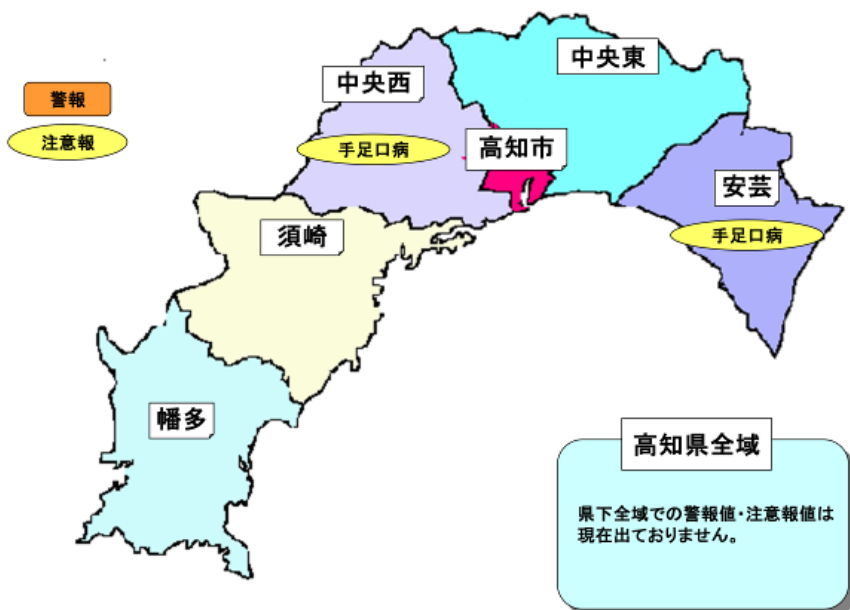 中央東
中央西
警報
注意報
手足口病
高知市
安芸
手足口病
須崎
幡多
高知県全域
県下全域での警報値・注意報値は
現在出ておりません。